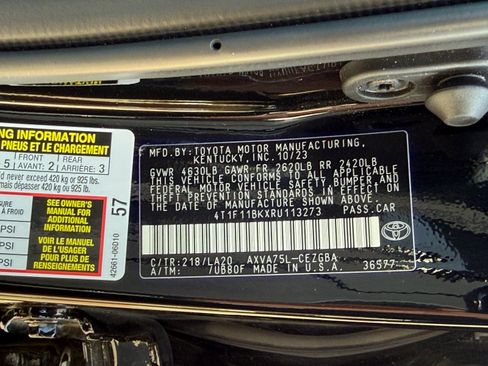 NG INFORMATION
PNEUS ET LE CHARGEMENT
5 FRONT AVANT: 2 REAR ARRIÈRE: 3
never exceed 420 kg or 925 lbs.
mais dépasser 420 kg ou 925 lb.
SEE OWNER'S
MANUAL FOR
ADDITIONAL
INFORMATION
VOIR LE MANUEL
DE L'USAGER
POUR PLUS DE
RENSEIGNEMENTS
PSI
PSI
57
42661-06010
MFD.BY:TOYOTA MOTOR MANUFACTURING,
KENTUCKY, INC. 10/23
GVWR 4630LB GAWR FR 2620LB RR 2420LB
THIS VEHICLE CONFORMS TO ALL APPLICABLE
FEDERAL MOTOR VEHICLE SAFETY, BUMPER, AND
THEFT PREVENTION STANDARDS IN EFFECT ON
THE DATE OF MANUFACTURE SHOWN ABOVE.
4T1F11BKXRU113273 PASS.CAR
C/TR:218/LA20 AXVA75L-CEZGBA
A/TM: /UB80F MADE IN U.S.A. 36577
TOYOTA